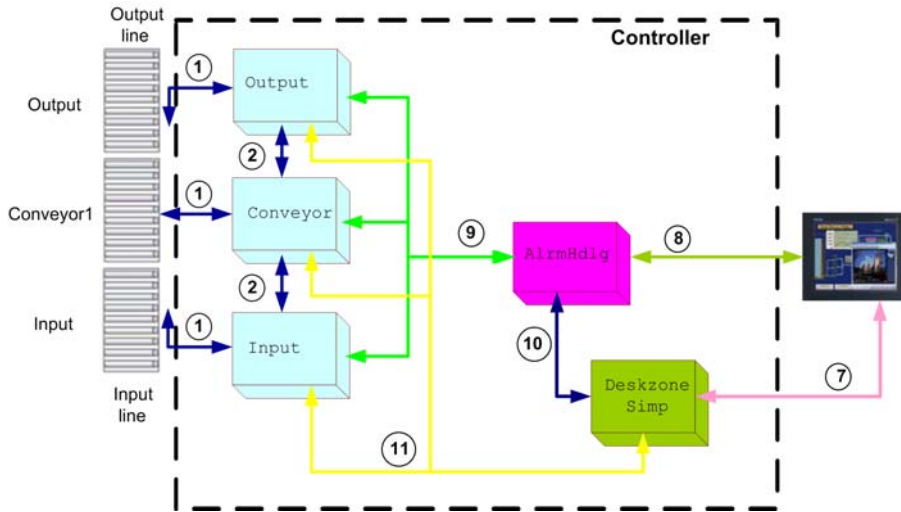 Output
line
Controller
1
Output
Output
2
1
Conveyor1
Conveyor
9
AlrmHdlg
8
2
1
Input
Input
10
Deskzone
Simp
7
Input
line
11